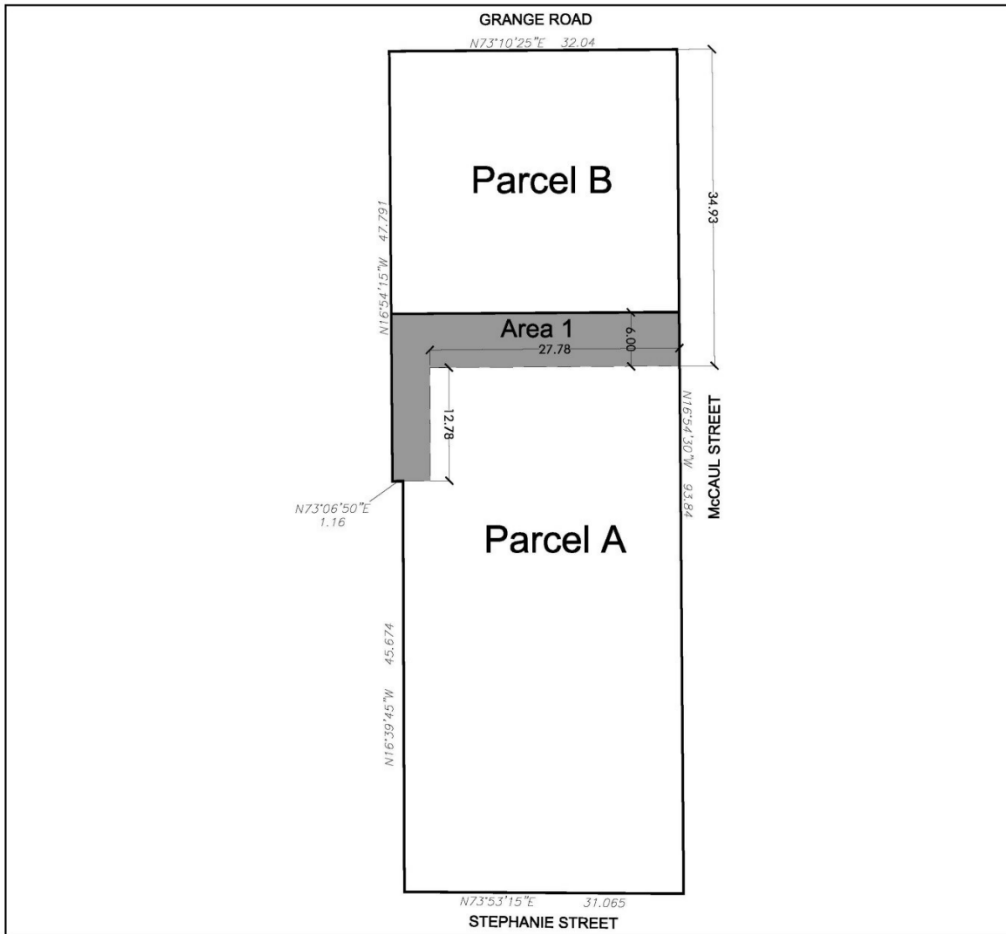 GRANGE ROAD
N73°10'25"E 32.04
Parcel B
34.93
N16°54'15"W 47.791
Area 1
6.00
27.78
12.78
N16°54'30"W 93.84
McCAUL STREET
N73°06'50"E
1.16
Parcel A
N16°39'45"W 45.674
N73°53'15"E 31.065
STEPHANIE STREET